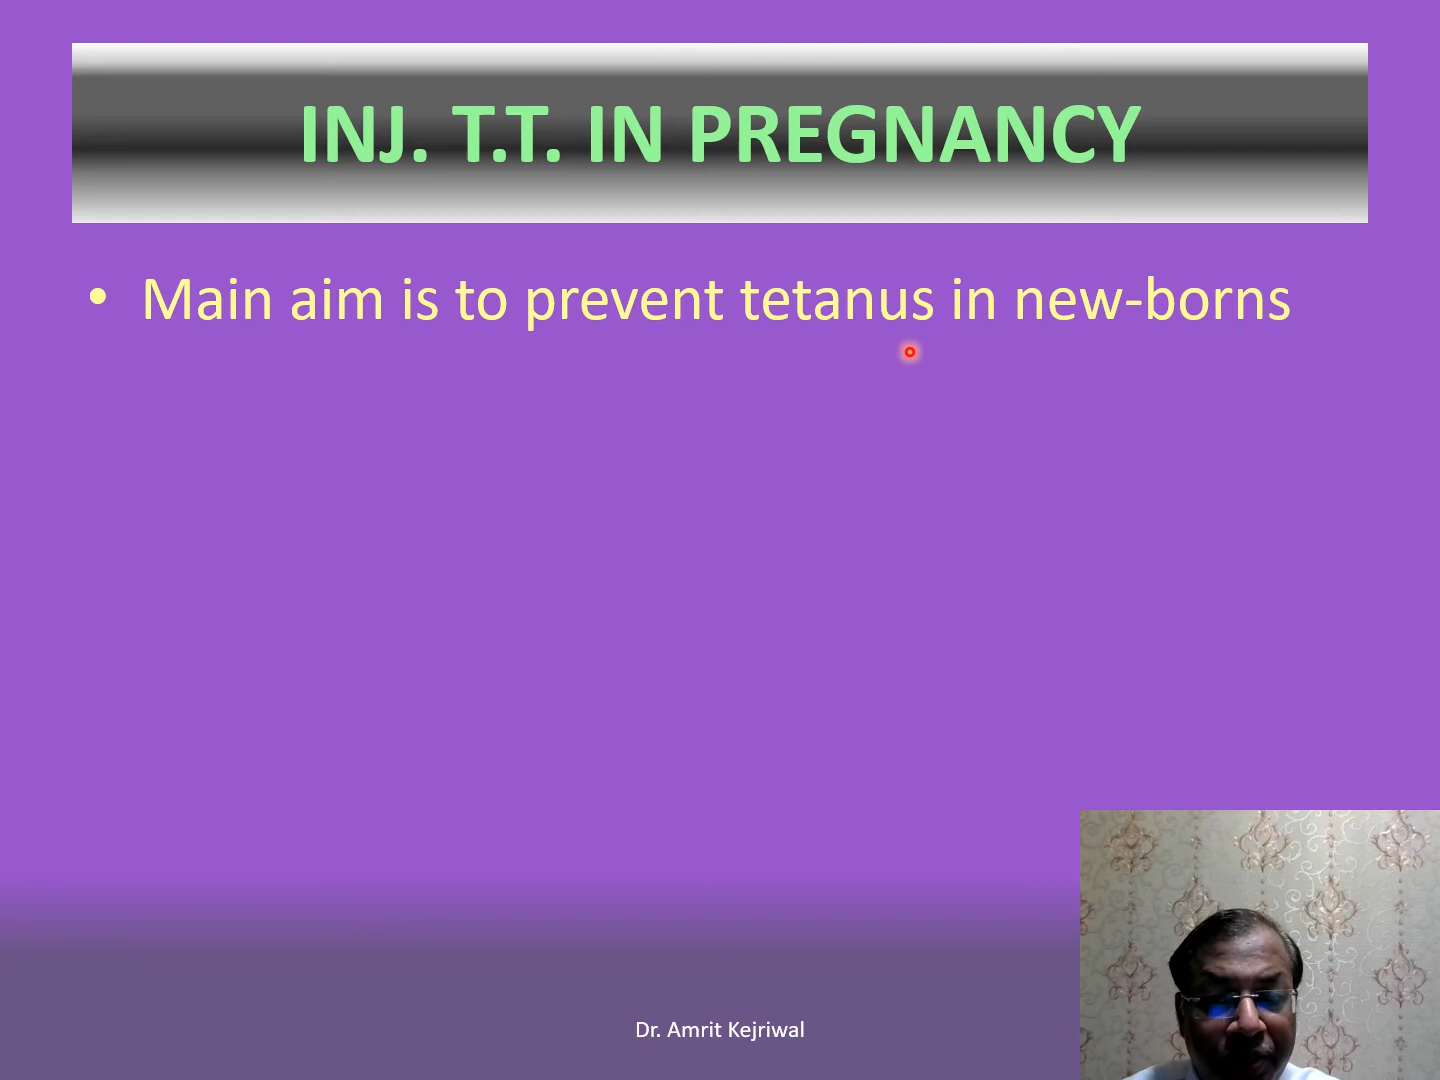 INJ. T.T. IN PREGNANCY
• Main aim is to prevent tetanus in new-borns
Dr. Amrit Kejriwal